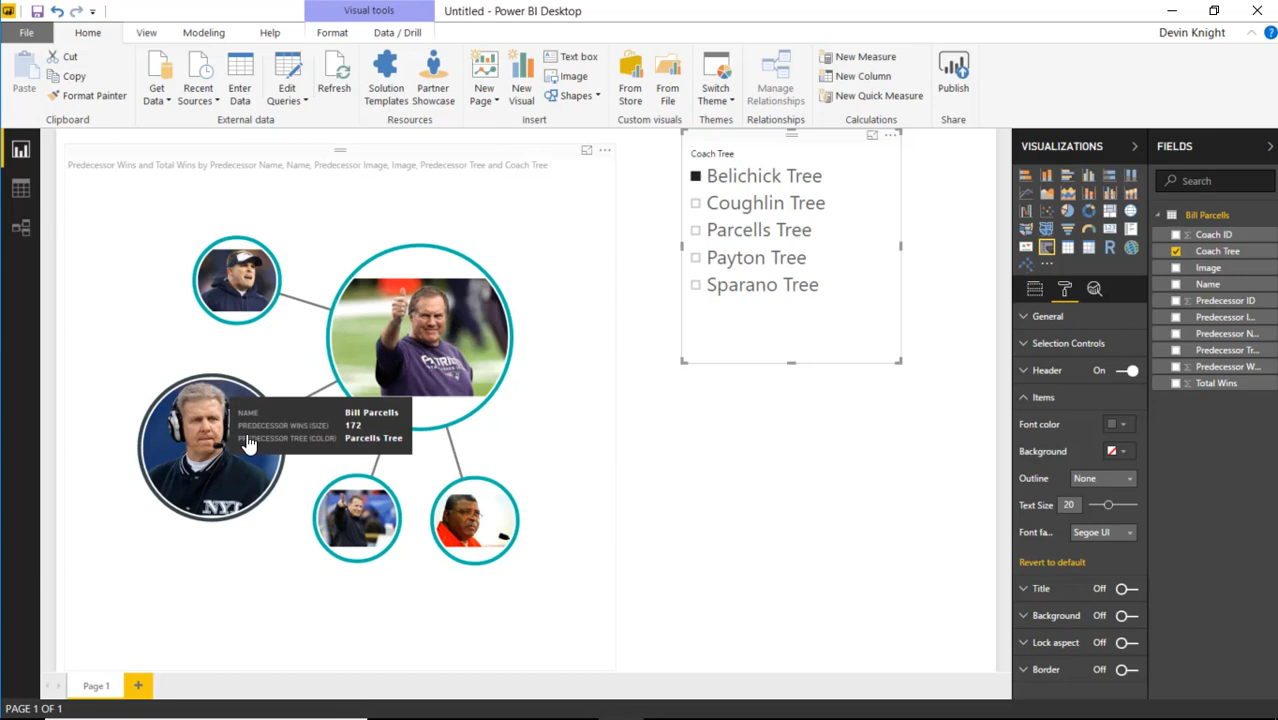 Visual tools
Untitled - Power BI Desktop
File
Home
View
Modeling
Help
Format
Data / Drill
Devin Knight
Paste
Cut
Copy
Format Painter
Clipboard
Get Data
Recent Sources
Enter Data
Edit Queries
Refresh
External data
Solution Templates
Partner Showcase
Resources
New Page
New Visual
Text box
Image
Shapes
Insert
From Store
From File
Custom visuals
Switch Theme
Themes
Manage Relationships
Relationships
New Measure
New Column
New Quick Measure
Calculations
Publish
Share
Predecessor Wins and Total Wins by Predecessor Name, Name, Predecessor Image, Image, Predecessor Tree and Coach Tree
PATRIOTS
NAME Bill Parcells
PREDECESSOR WINS (SIZE) 172
PREDECESSOR TREE (COLOR) Parcells Tree
Coach Tree
Belichick Tree
Coughlin Tree
Parcells Tree
Payton Tree
Sparano Tree
VISUALIZATIONS
R
General
Selection Controls
Header On
Items
Font color
Background
Outline None
Text Size 20
Font fa... Segoe UI
Revert to default
Title Off
Background Off
Lock aspect Off
Border Off
FIELDS
Search
Bill Parcells
Coach ID
Coach Tree
Image
Name
Predecessor ID
Predecessor I...
Predecessor N...
Predecessor Tr...
Predecessor W...
Total Wins
Page 1
PAGE 1 OF 1